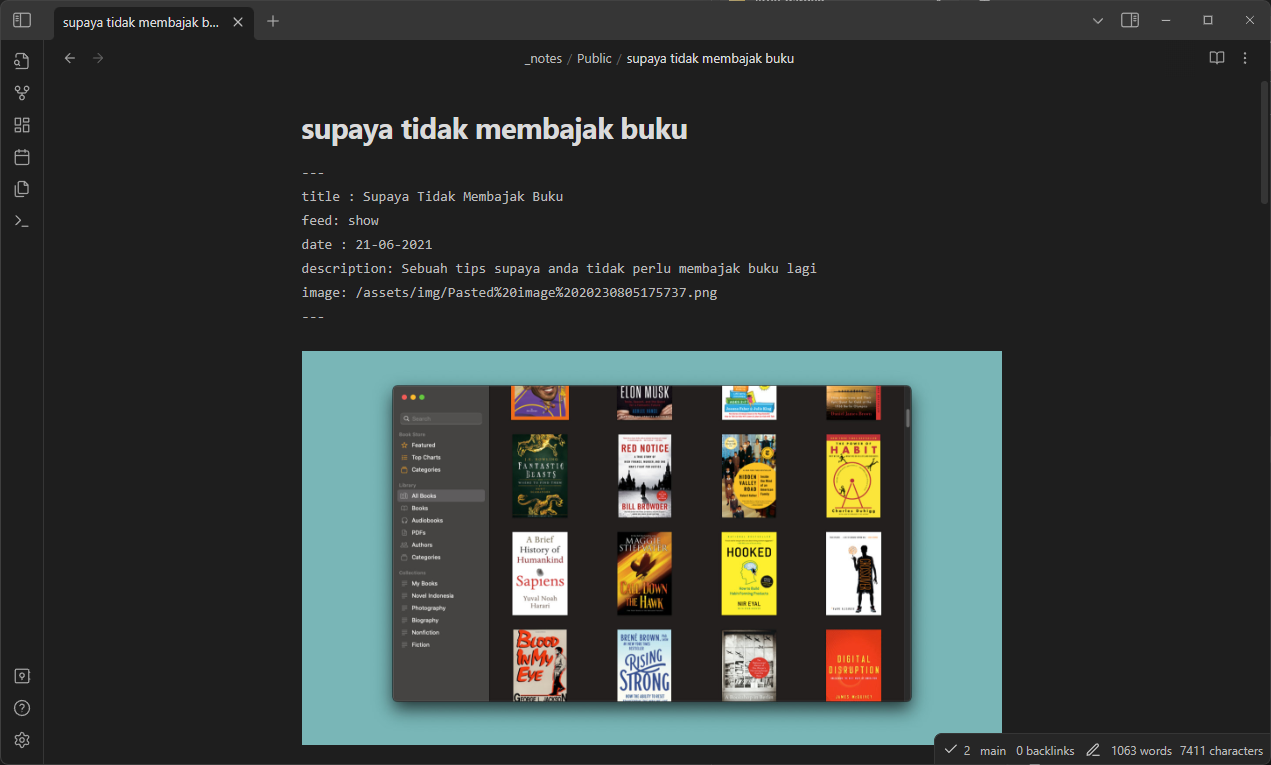 supaya tidak membajak b...
_notes / Public / supaya tidak membajak buku
supaya tidak membajak buku
---
title : Supaya Tidak Membajak Buku
feed: show
date : 21-06-2021
description: Sebuah tips supaya anda tidak perlu membajak buku lagi
image: /assets/img/Pasted%20image%2020230805175737.png
---
Search
Book Store
Featured
Top Charts
Categories
Library
All Books
Books
Audiobooks
PDFs
Authors
Categories
Collections
My Books
Novel Indonesia
Photography
Biography
Nonfiction
Fiction
ELON MUSK
FANTASTIC
BEASTS
RED NOTICE
BILL BROWDER
HIDDEN
VALLEY
ROAD
THE POWER OF
HABIT
Charles Duhigg
A Brief
History of
Humankind
Sapiens
Yuval Noah
Harari
MAGGIE
STIEFVATER
CALL DOWN
THE HAWK
HOOKED
NIR EYAL
BLOOD
IN MY
EYE
GEORGE L. JACKSON
BRENÉ BROWN
RISING
STRONG
DIGITAL
DISRUPTION
JAMES McQUIVEY
2 main 0 backlinks 1063 words 7411 characters